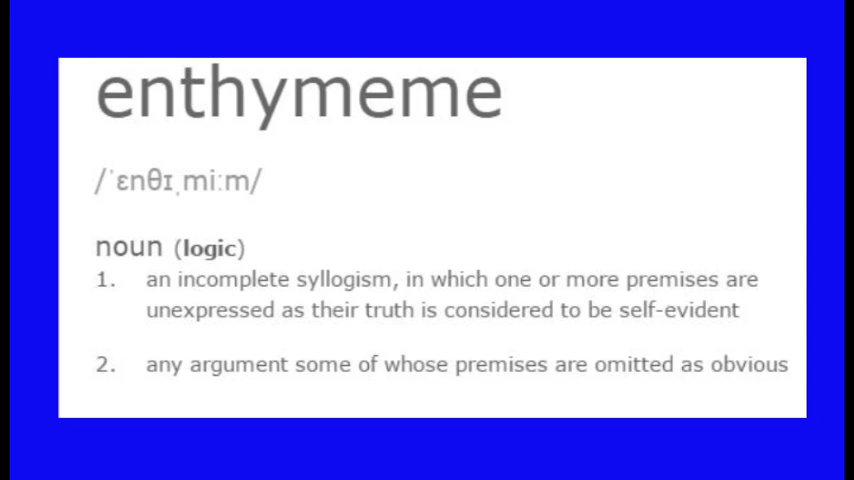 enthymeme
/ˈɛnθɪˌmiːm/
noun (logic)
1. an incomplete syllogism, in which one or more premises are
unexpressed as their truth is considered to be self-evident
2. any argument some of whose premises are omitted as obvious